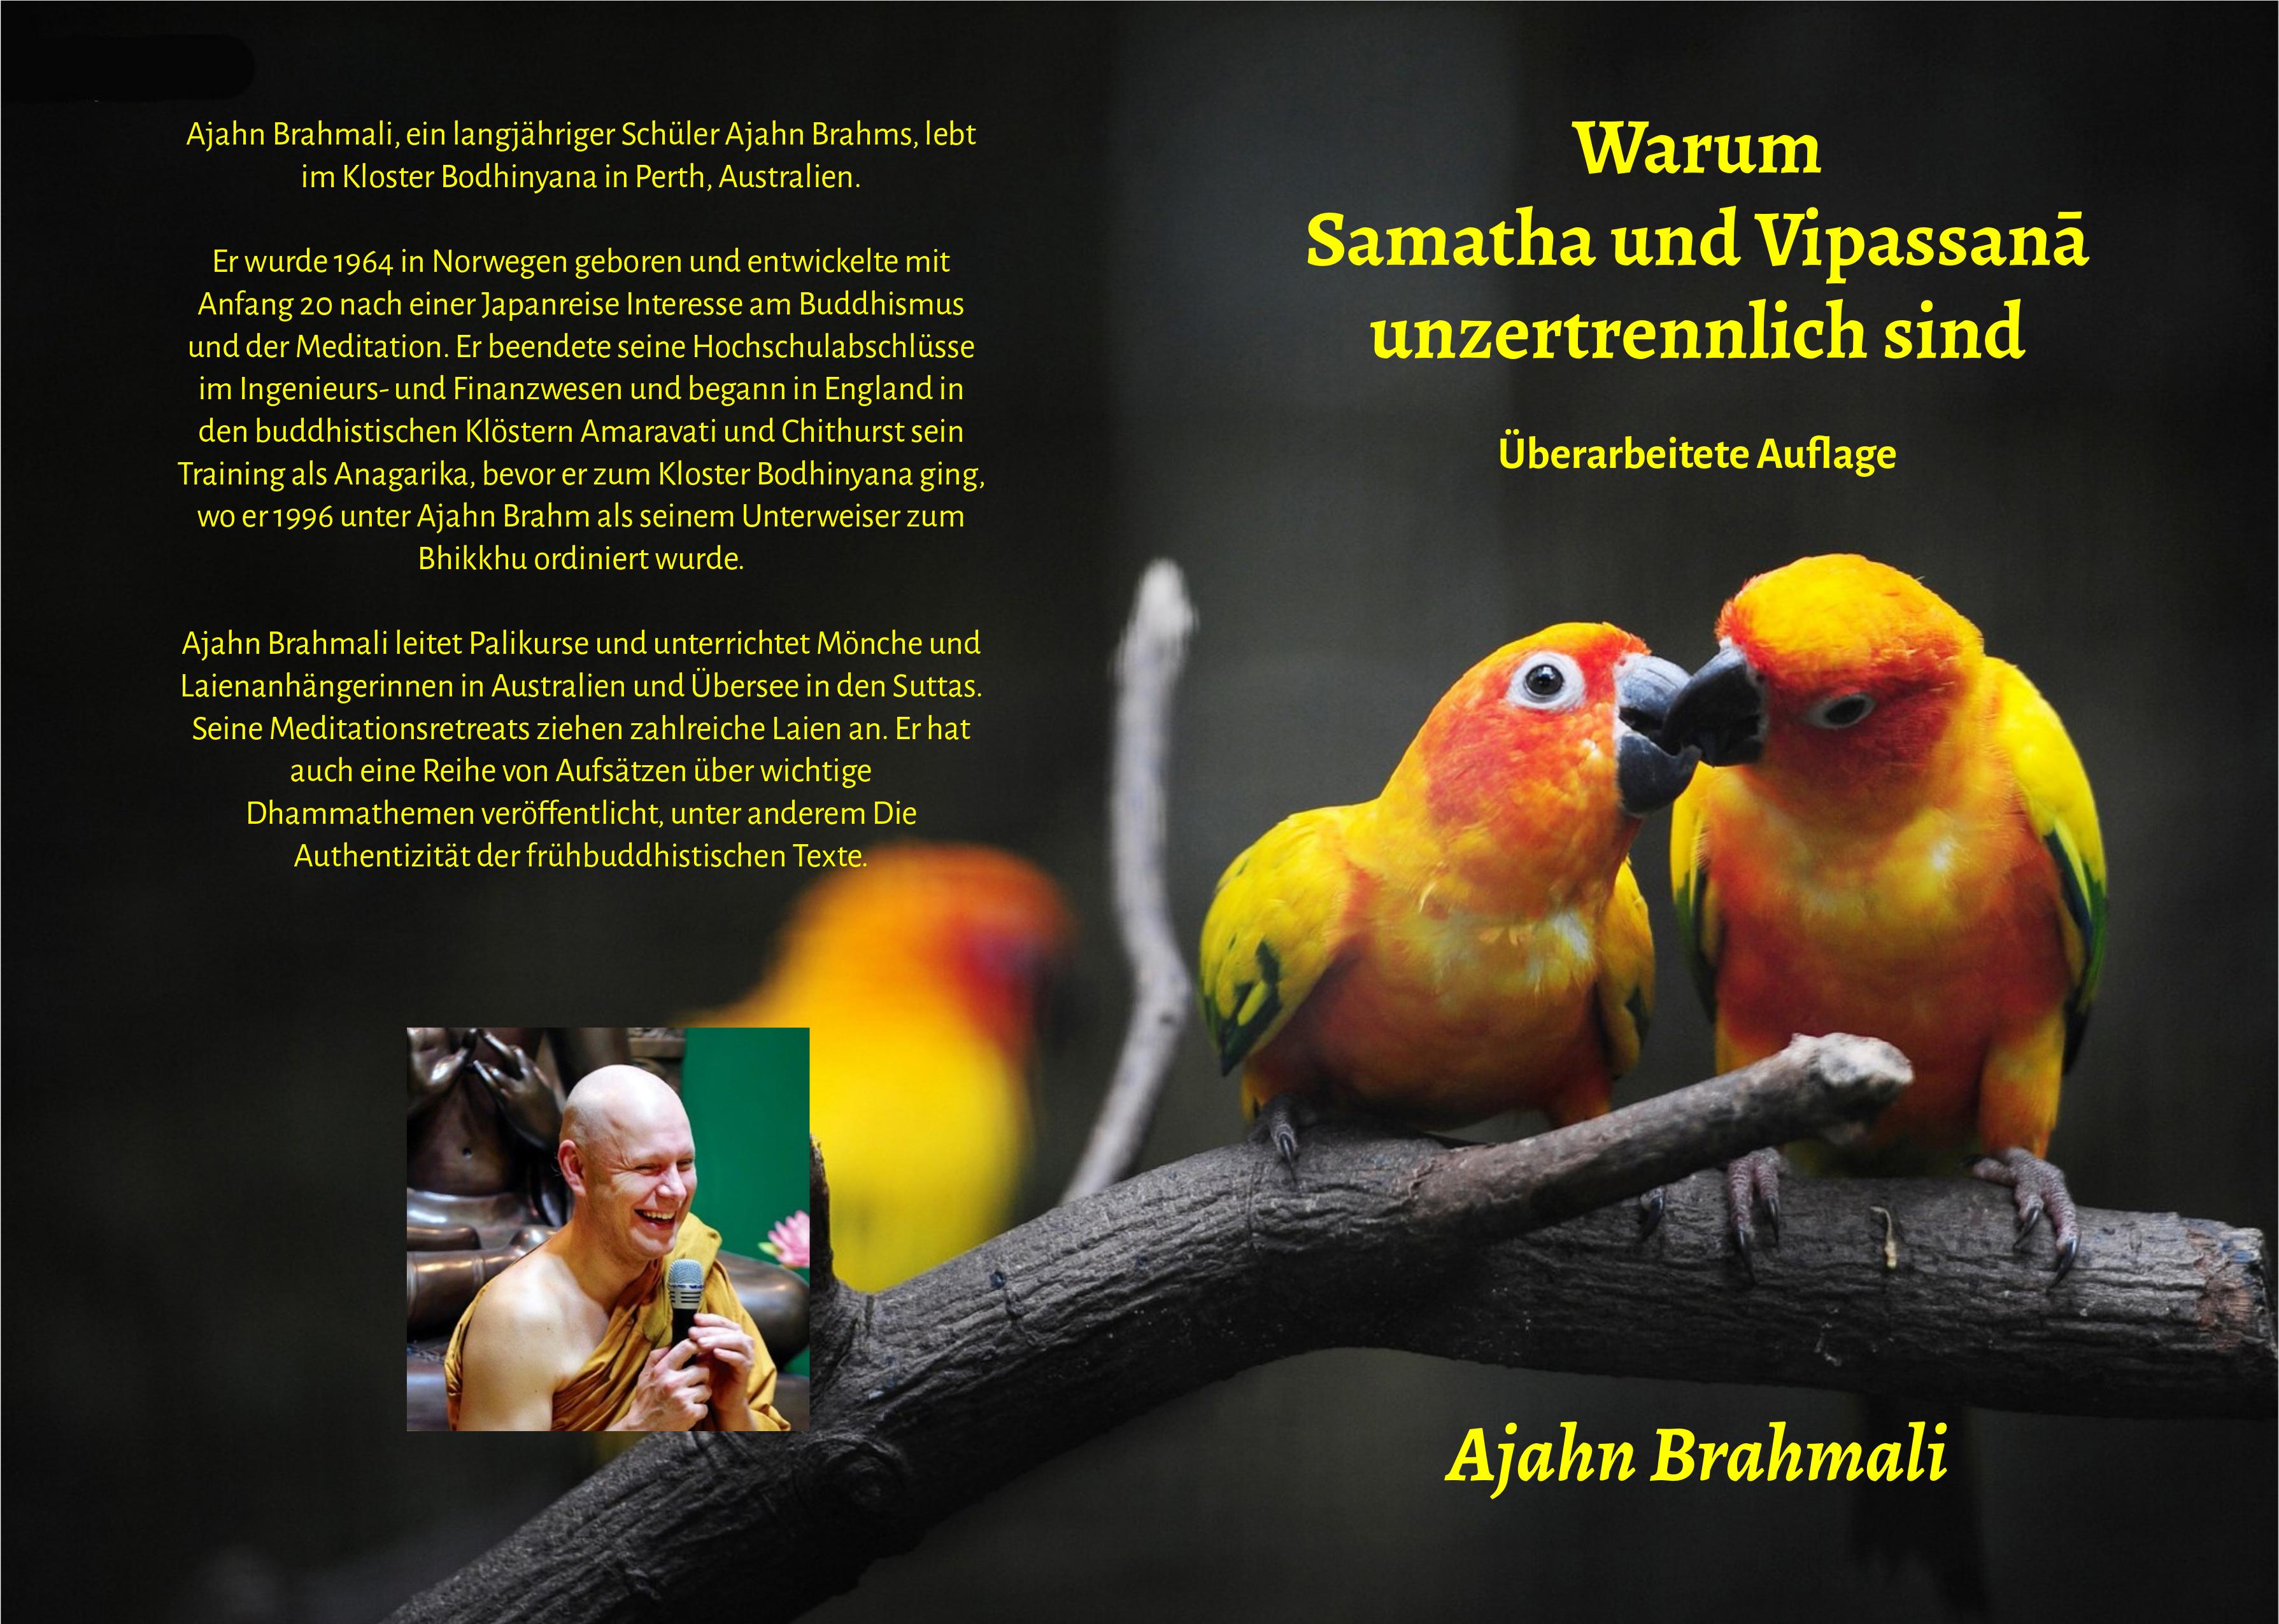 Ajahn Brahmali, ein langjähriger Schüler Ajahn Brahms, lebt
im Kloster Bodhinyana in Perth, Australien.
Er wurde 1964 in Norwegen geboren und entwickelte mit
Anfang 20 nach einer Japanreise Interesse am Buddhismus
und der Meditation. Er beendete seine Hochschulabschlüsse
im Ingenieurs- und Finanzwesen und begann in England in
den buddhistischen Klöstern Amaravati und Chithurst sein
Training als Anagarika, bevor er zum Kloster Bodhinyana ging,
wo er 1996 unter Ajahn Brahm als seinem Unterweiser zum
Bhikkhu ordiniert wurde.
Ajahn Brahmali leitet Palikurse und unterrichtet Mönche und
Laienanhängerinnen in Australien und Übersee in den Suttas.
Seine Meditationsretreats ziehen zahlreiche Laien an. Er hat
auch eine Reihe von Aufsätzen über wichtige
Dhammathemen veröffentlicht, unter anderem Die
Authentizität der frühbuddhistischen Texte.
Warum
Samatha und Vipassanā
unzertrennlich sind
Überarbeitete Auflage
Ajahn Brahmali